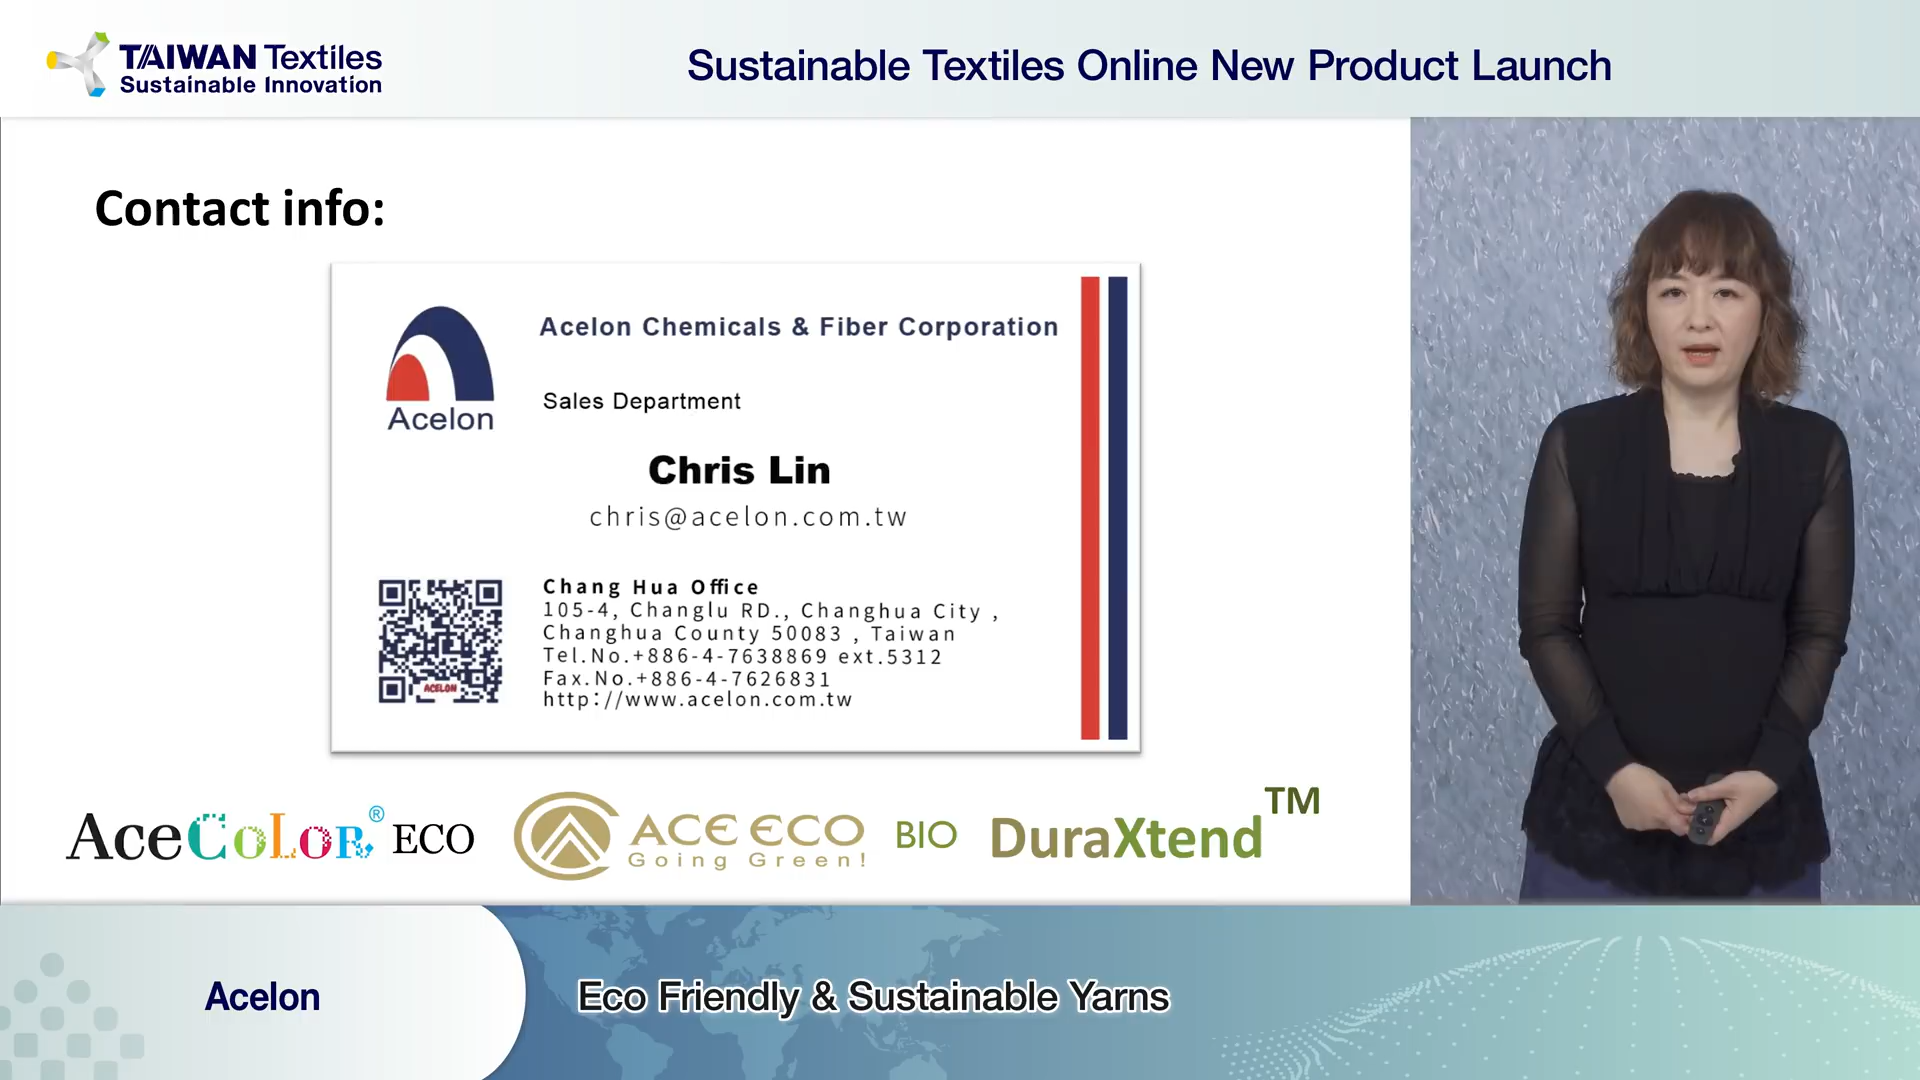 TAIWAN Textiles
Sustainable Innovation
Sustainable Textiles Online New Product Launch
Contact info:
Acelon
Acelon Chemicals & Fiber Corporation
Sales Department
Chris Lin
chris@acelon.com.tw
ACELON
Chang Hua Office
105-4, Changlu RD., Changhua City ,
Changhua County 50083 , Taiwan
Tel.No.+886-4-7638869 ext.5312
Fax.No.+886-4-7626831
http://www.acelon.com.tw
AceCoLoR® ECO
ACE ECO BIO
Going Green!
DuraXtend™
Acelon
Eco Friendly & Sustainable Yarns